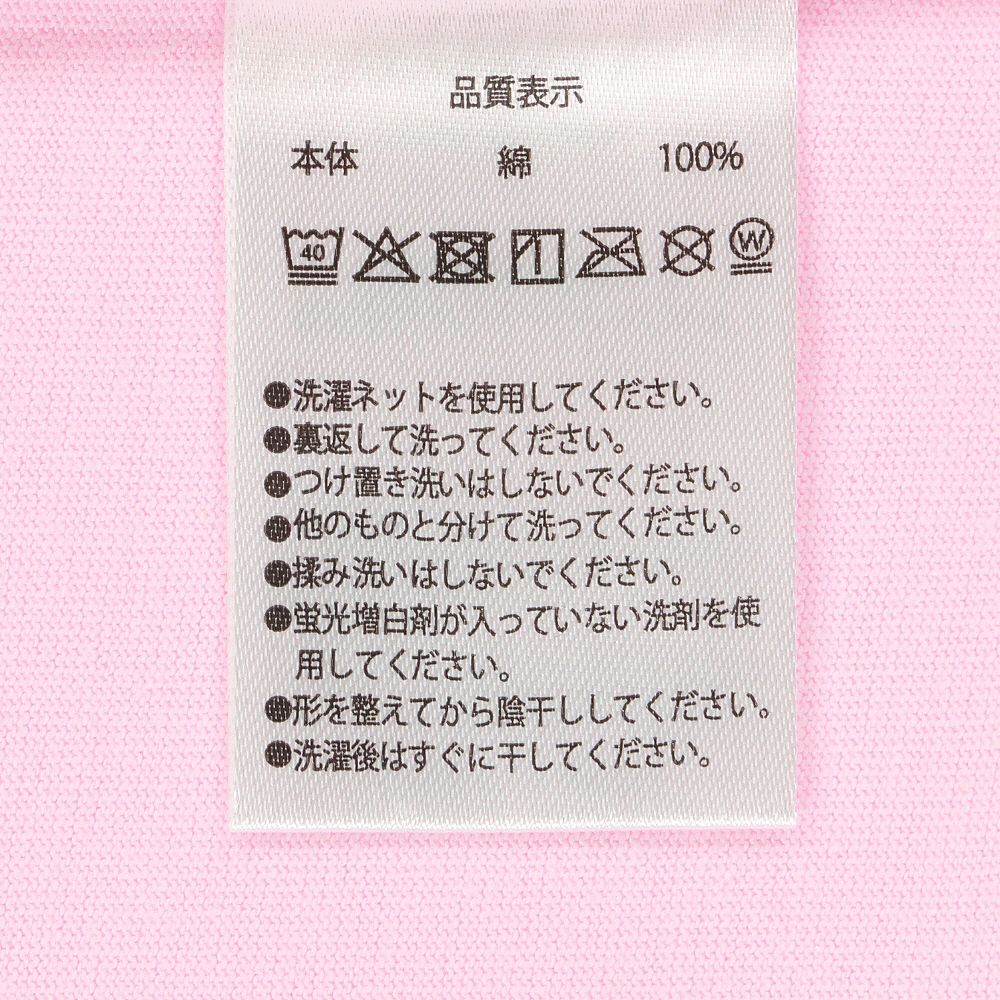 品質表示
本体 綿 100%
40 W
●洗濯ネットを使用してください。
●裏返して洗ってください。
●つけ置き洗いはしないでください。
●他のものと分けて洗ってください。
●揉み洗いはしないでください。
●蛍光増白剤が入っていない洗剤を使
用してください。
●形を整えてから陰干ししてください。
●洗濯後はすぐに干してください。